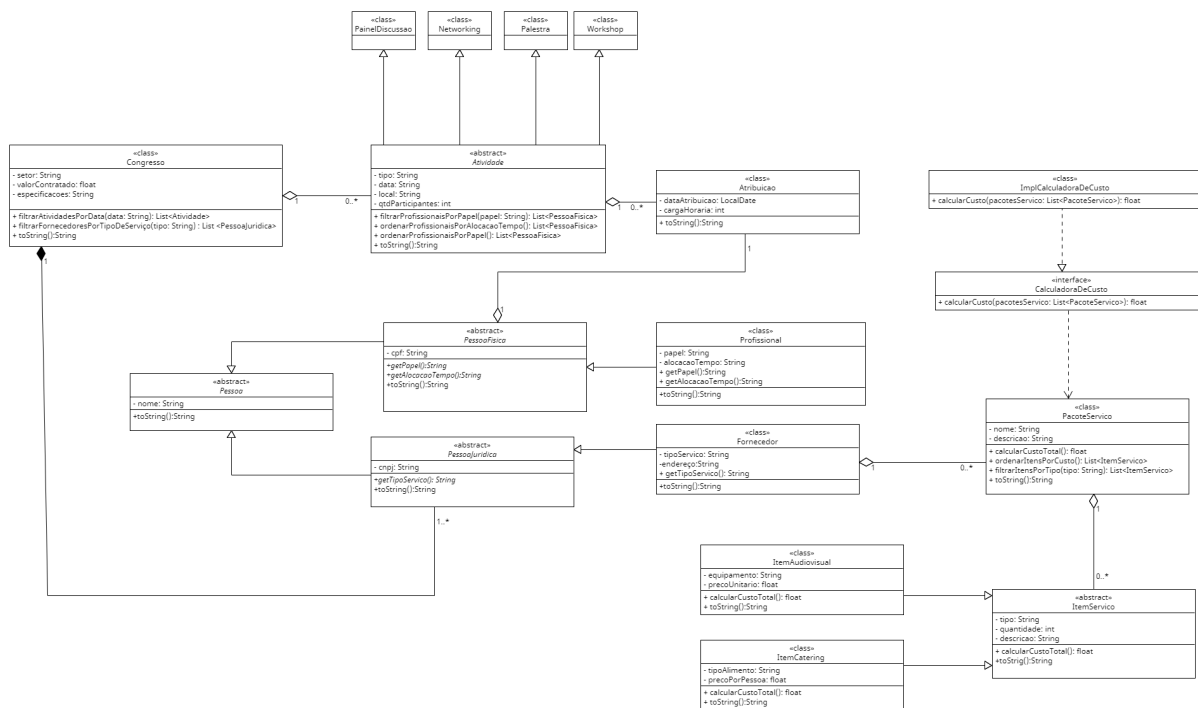 «class»
PainelDiscussao
«class»
Networking
«class»
Palestra
«class»
Workshop
«class»
Congresso
- setor: String
- valorContratado: float
- especificacoes: String
+ filtrarAtividadesPorData(data: String): List<Atividade>
+ filtrarFornecedoresPorTipoDeServiço(tipo: String) : List <PessoaJuridica>
+ toString():String
1
0..*
1
«abstract»
Atividade
- tipo: String
- data: String
- local: String
- qtdParticipantes: int
+ filtrarProfissionaisPorPapel(papel: String): List<PessoaFisica>
+ ordenarProfissionaisPorAlocacaoTempo(): List<PessoaFisica>
+ ordenarProfissionaisPorPapel(): List<PessoaFisica>
+ toString():String
1
0..*
«class»
Atribuicao
- dataAtribuicao: LocalDate
- cargaHoraria: int
+ toString():String
1
1
«class»
ImplCalculadoraDeCusto
+ calcularCusto(pacotesServico: List<PacoteServico>): float
«interface»
CalculadoraDeCusto
+ calcularCusto(pacotesServico: List<PacoteServico>): float
«abstract»
PessoaFisica
- cpf: String
+getPapel():String
+getAlocacaoTempo():String
+toString():String
«class»
Profissional
- papel: String
- alocacaoTempo: String
+ getPapel():String
+ getAlocacaoTempo():String
+toString():String
«abstract»
Pessoa
- nome: String
+toString():String
«abstract»
PessoaJuridica
- cnpj: String
+getTipoServico(): String
+toString():String
1..*
«class»
Fornecedor
- tipoServico: String
-endereço:String
+ getTipoServico(): String
+toString():String
1
0..*
«class»
PacoteServico
- nome: String
- descricao: String
+ calcularCustoTotal(): float
+ ordenarItensPorCusto(): List<ItemServico>
+ filtrarItensPorTipo(tipo: String): List<ItemServico>
+ toString():String
1
0..*
«class»
ItemAudiovisual
- equipamento: String
- precoUnitario: float
+ calcularCustoTotal(): float
+ toString():String
«abstract»
ItemServico
- tipo: String
- quantidade: int
- descricao: String
+ calcularCustoTotal(): float
+toStrig():String
«class»
ItemCatering
- tipoAlimento: String
- precoPorPessoa: float
+ calcularCustoTotal(): float
+ toString():String